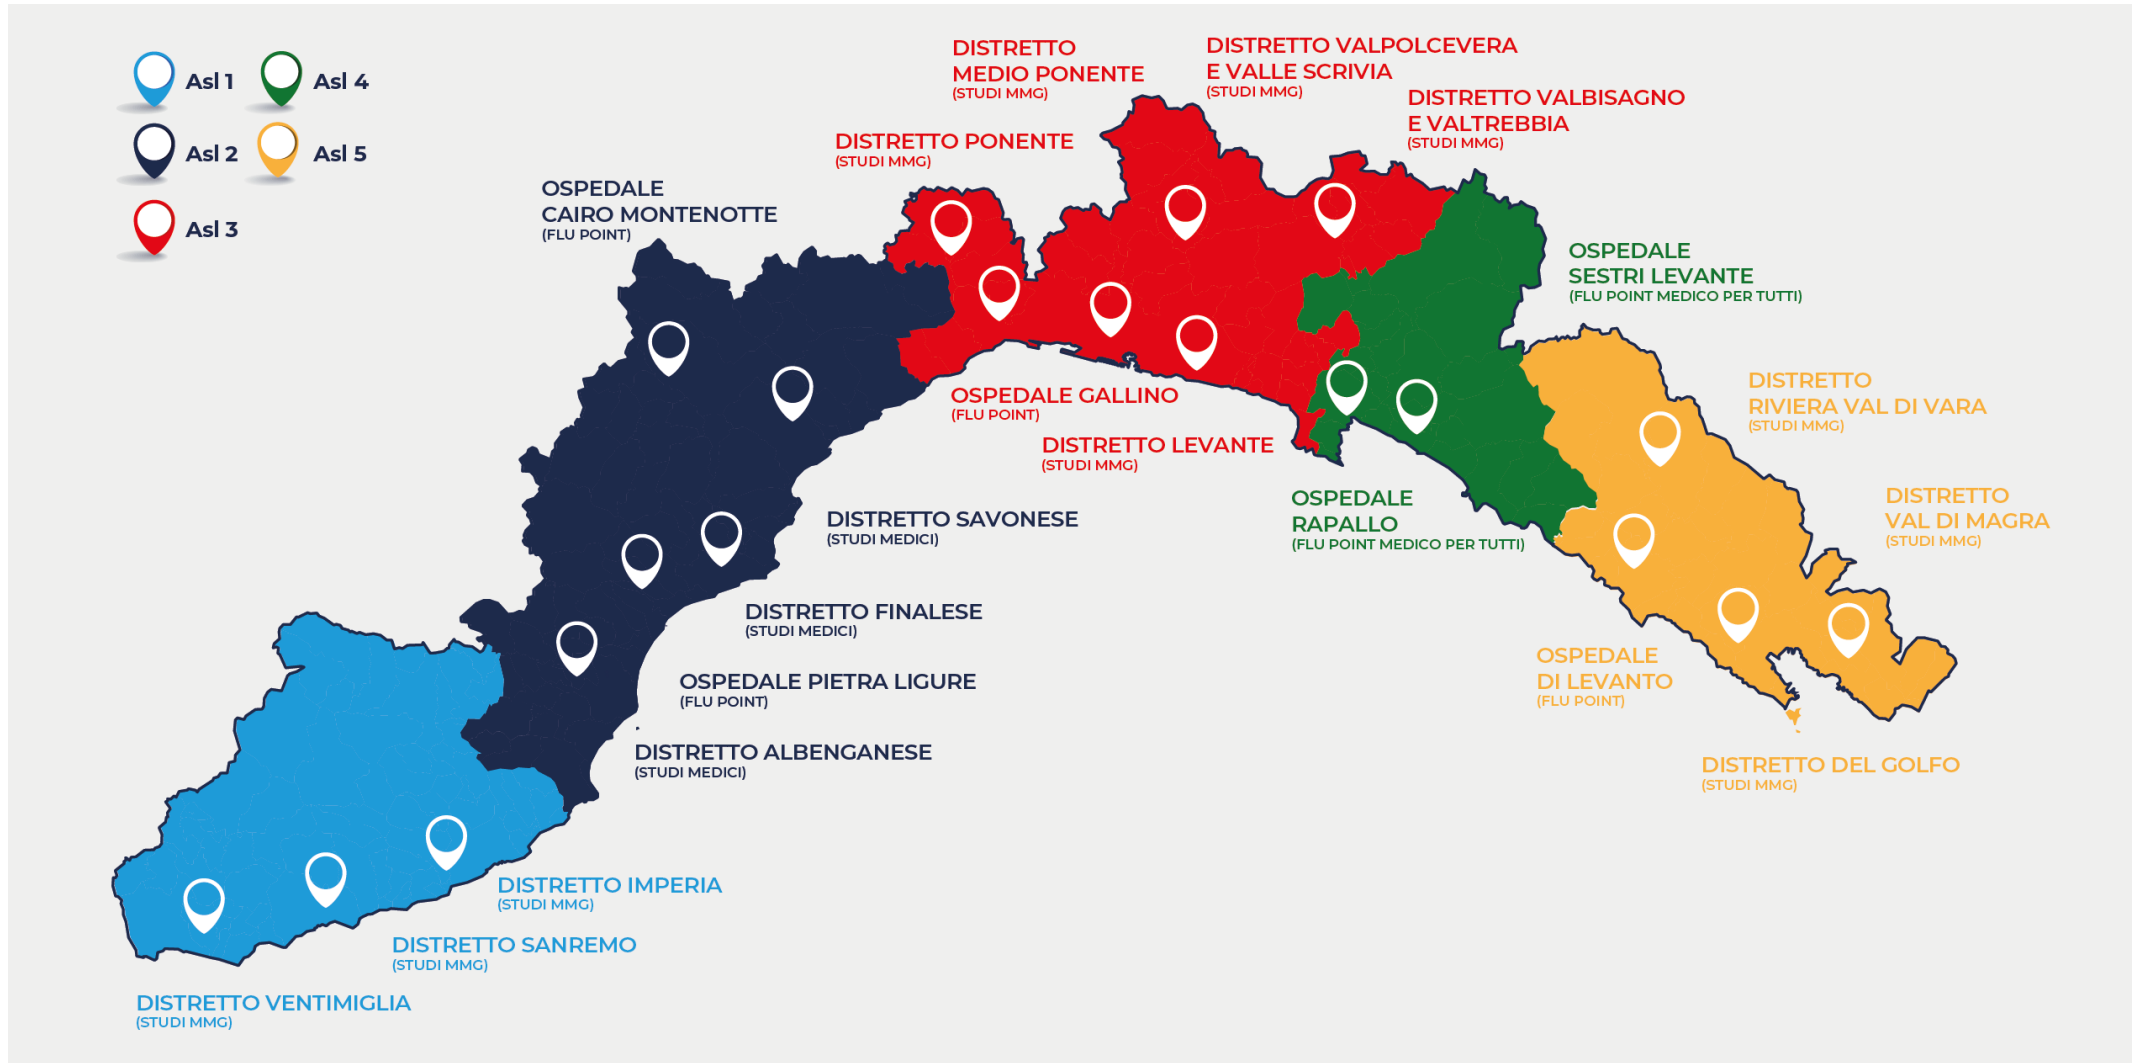 Asl 1
Asl 4
Asl 2
Asl 5
Asl 3
DISTRETTO
MEDIO PONENTE
(STUDI MMG)
DISTRETTO VALPOLCEVERA
E VALLE SCRIVIA
(STUDI MMG)
DISTRETTO VALBISAGNO
E VALTREBBIA
(STUDI MMG)
DISTRETTO PONENTE
(STUDI MMG)
OSPEDALE
CAIRO MONTENOTTE
(FLU POINT)
OSPEDALE
SESTRI LEVANTE
(FLU POINT MEDICO PER TUTTI)
DISTRETTO
RIVIERA VAL DI VARA
(STUDI MMG)
OSPEDALE GALLINO
(FLU POINT)
DISTRETTO LEVANTE
(STUDI MMG)
OSPEDALE
RAPALLO
(FLU POINT MEDICO PER TUTTI)
DISTRETTO
VAL DI MAGRA
(STUDI MMG)
DISTRETTO SAVONESE
(STUDI MEDICI)
DISTRETTO FINALESE
(STUDI MEDICI)
OSPEDALE PIETRA LIGURE
(FLU POINT)
OSPEDALE
DI LEVANTO
(FLU POINT)
DISTRETTO ALBENGANESE
(STUDI MEDICI)
DISTRETTO DEL GOLFO
(STUDI MMG)
DISTRETTO IMPERIA
(STUDI MMG)
DISTRETTO SANREMO
(STUDI MMG)
DISTRETTO VENTIMIGLIA
(STUDI MMG)